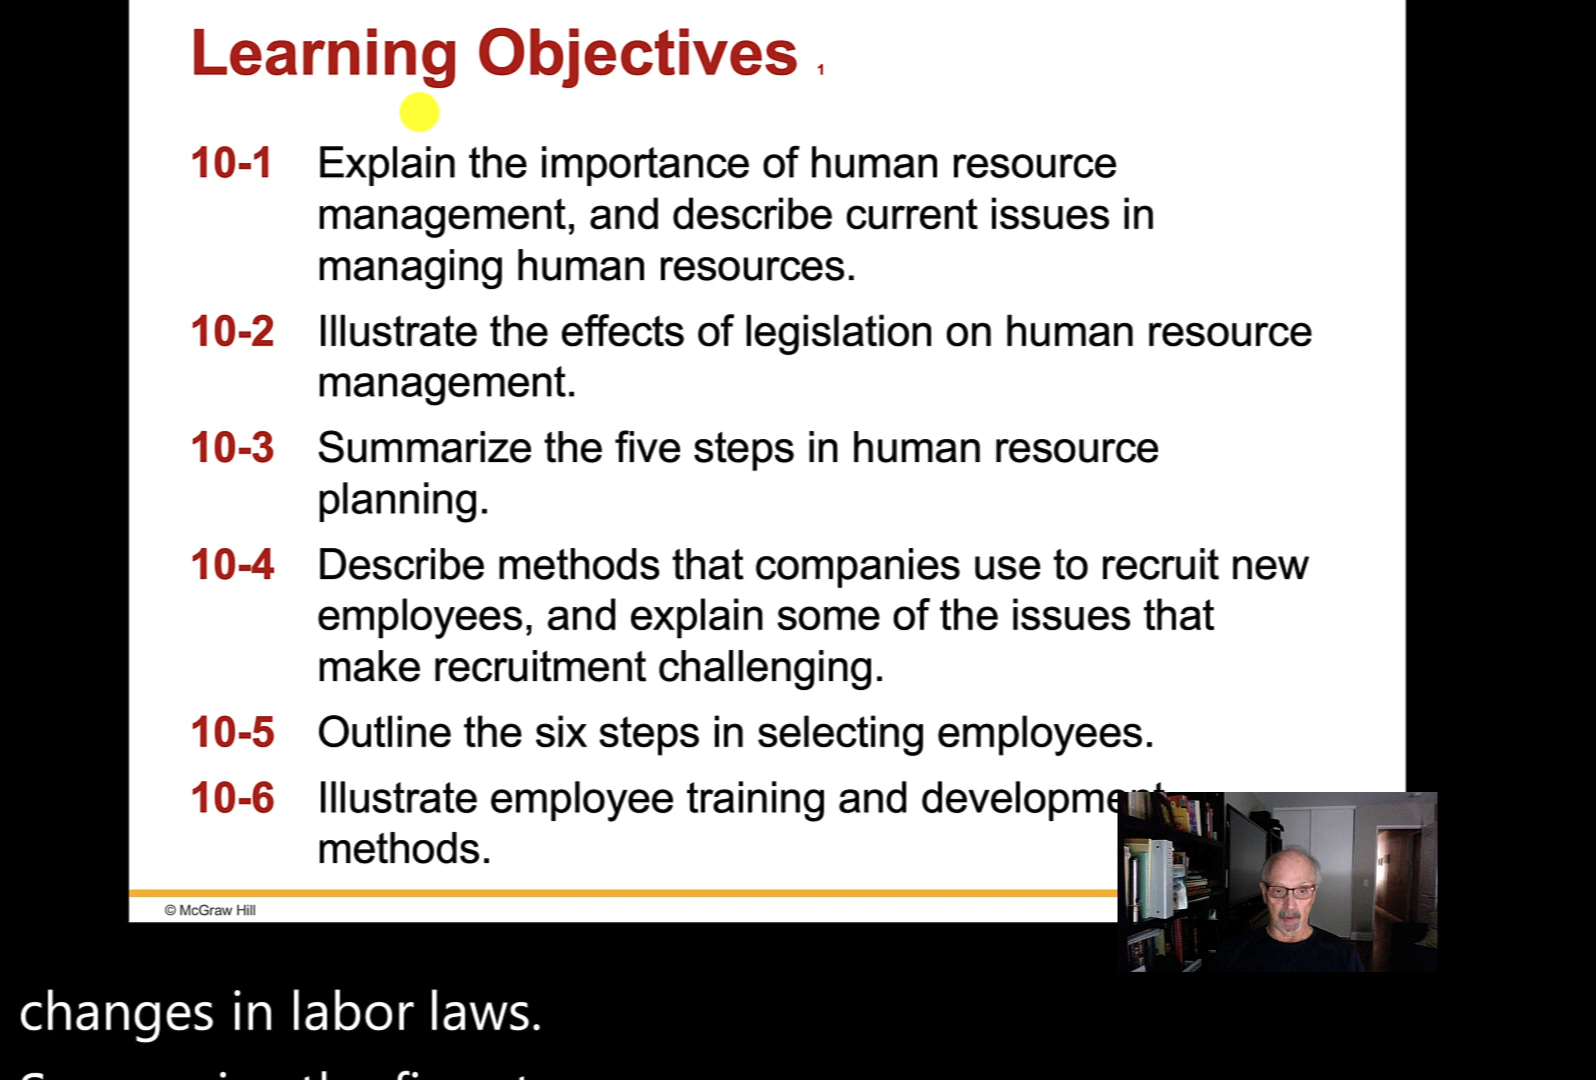 Learning Objectives 1
10-1 Explain the importance of human resource
management, and describe current issues in
managing human resources.
10-2 Illustrate the effects of legislation on human resource
management.
10-3 Summarize the five steps in human resource
planning.
10-4 Describe methods that companies use to recruit new
employees, and explain some of the issues that
make recruitment challenging.
10-5 Outline the six steps in selecting employees.
10-6 Illustrate employee training and development
methods.
© McGraw Hill
changes in labor laws.